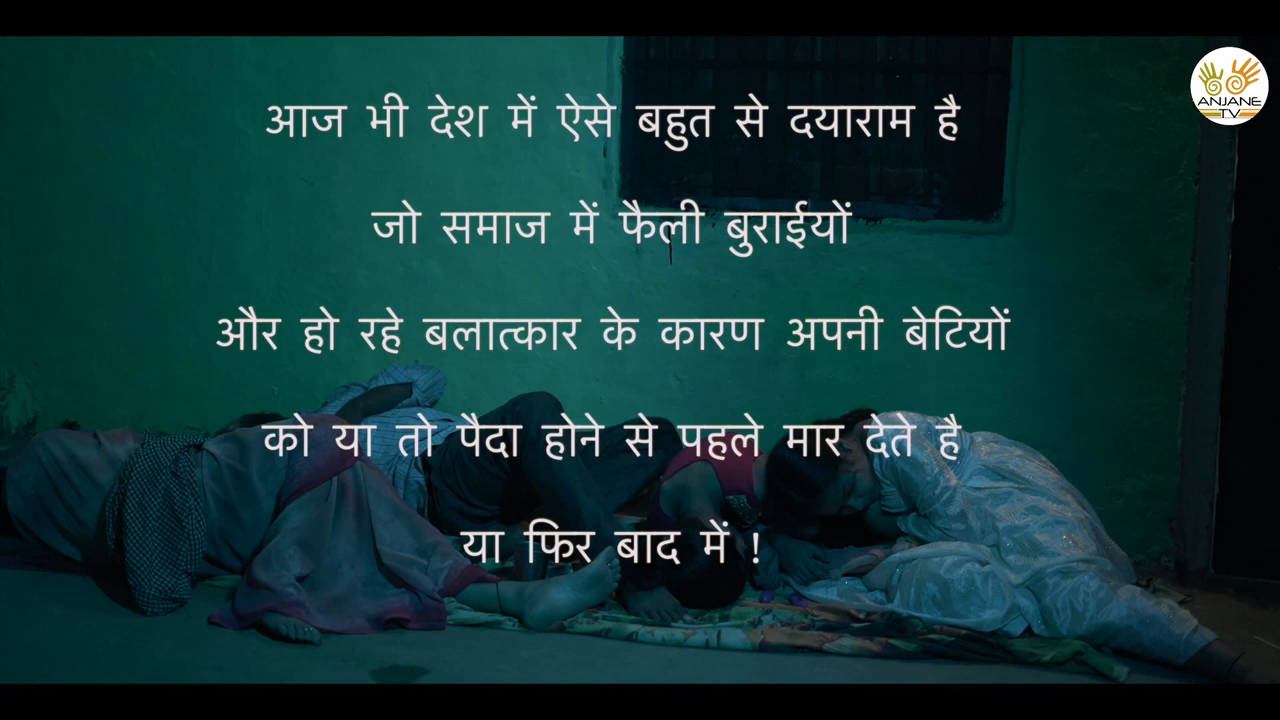 आज भी देश में ऐसे बहुत से दयाराम है
जो समाज में फैली बुराईयों
और हो रहे बलात्कार के कारण अपनी बेटियों
को या तो पैदा होने से पहले मार देते है
या फिर बाद में !
ANJANE
TV